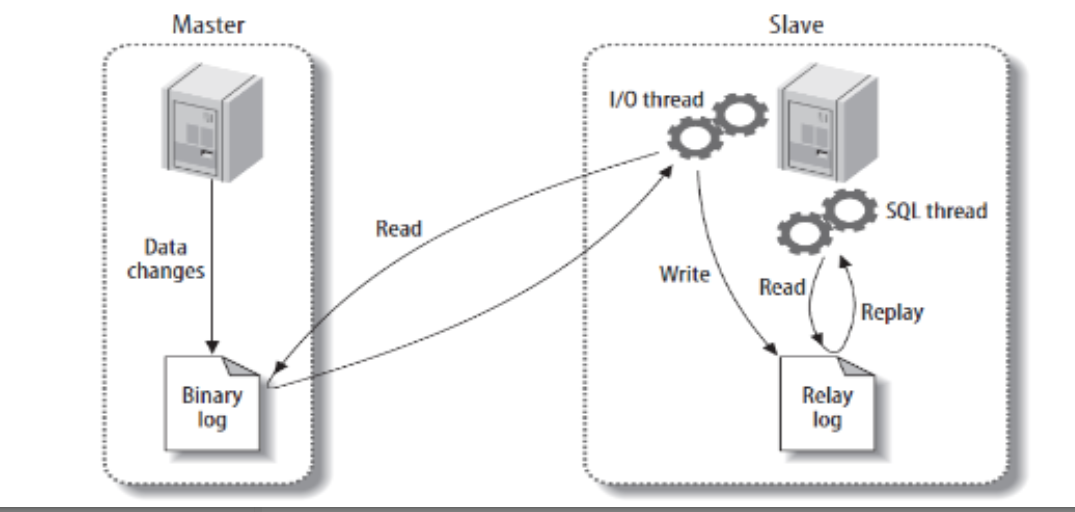 Master
Slave
I/O thread
SQL thread
Read
Data
changes
Write
Read
Replay
Binary
log
Relay
log